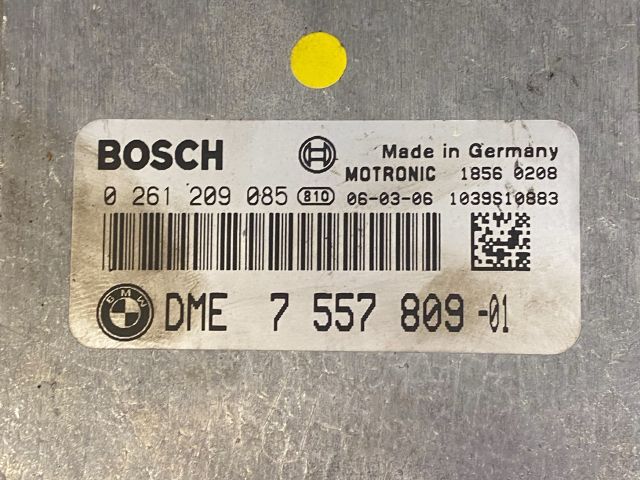 BOSCH Made in Germany
MOTRONIC 1856 0208
0 261 209 085 810 06-03-06 1039S10883
BMW DME 7 557 809-01